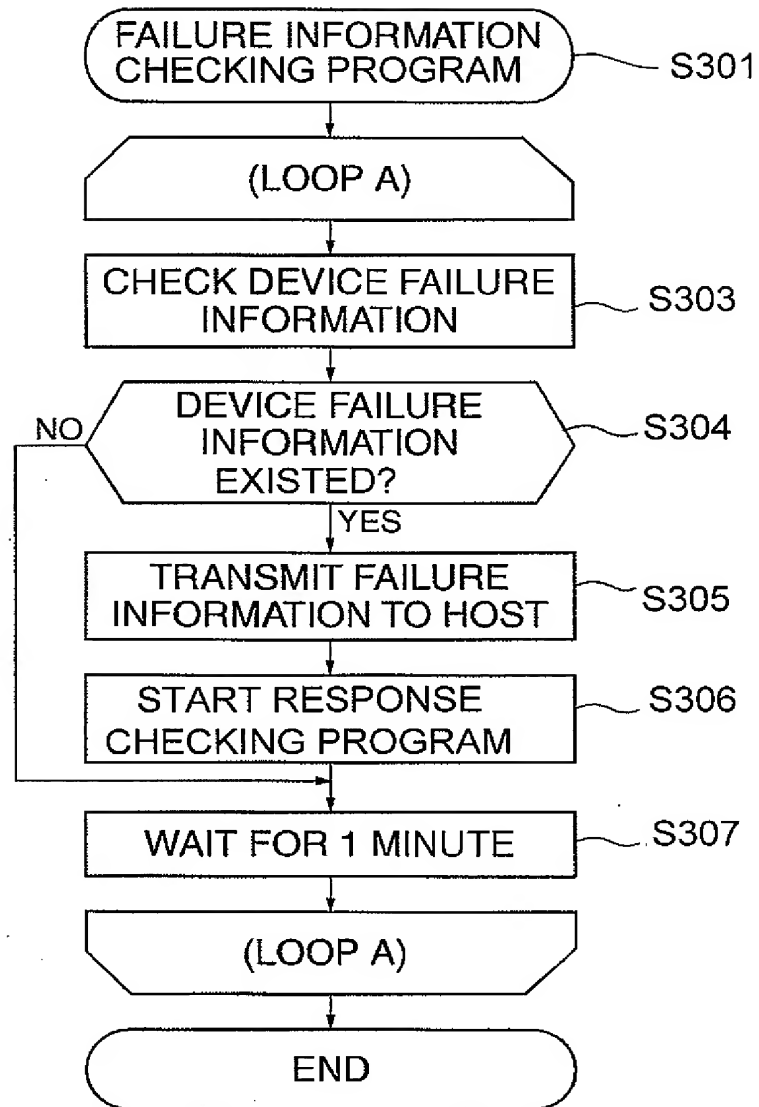 FAILURE INFORMATION
CHECKING PROGRAM
S301
(LOOP A)
CHECK DEVICE FAILURE
INFORMATION
S303
DEVICE FAILURE
INFORMATION
EXISTED?
S304
NO
YES
TRANSMIT FAILURE
INFORMATION TO HOST
S305
START RESPONSE
CHECKING PROGRAM
S306
WAIT FOR 1 MINUTE
S307
(LOOP A)
END